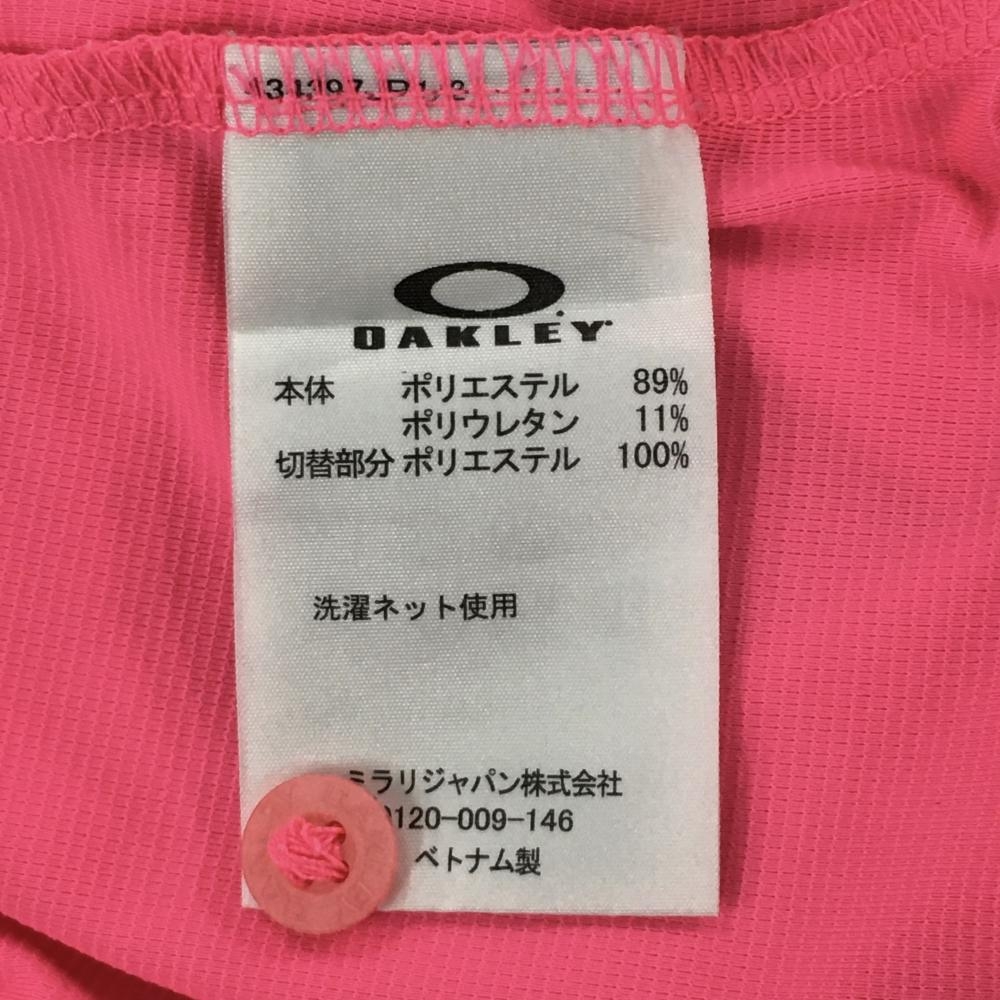 OAKLEY
本体 ポリエステル 89%
ポリウレタン 11%
切替部分 ポリエステル 100%
洗濯ネット使用
ミラリジャパン株式会社
0120-009-146
ベトナム製